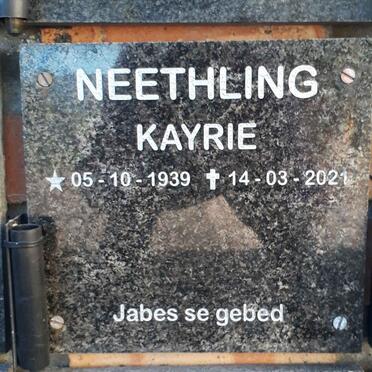 NEETHLING
KAYRIE
05 - 10 - 1939 14 - 03 - 2021
Jabes se gebed